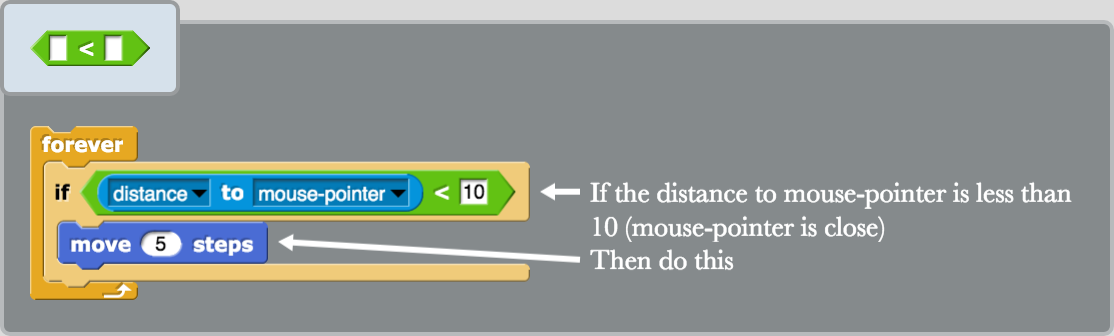 <
forever
if distance to mouse-pointer < 10
move 5 steps
If the distance to mouse-pointer is less than
10 (mouse-pointer is close)
Then do this